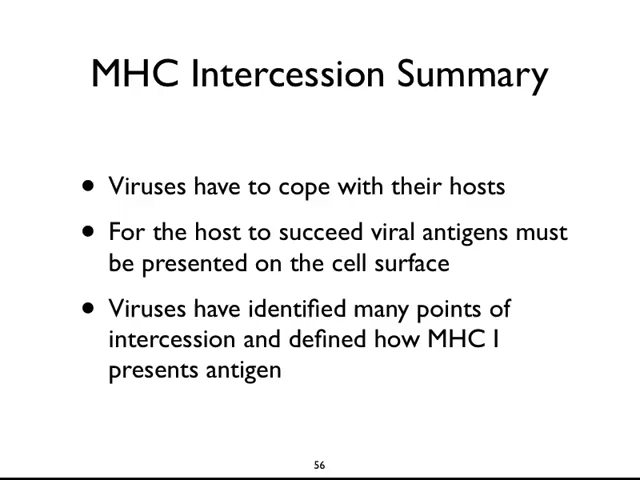 MHC Intercession Summary
• Viruses have to cope with their hosts
• For the host to succeed viral antigens must
be presented on the cell surface
• Viruses have identified many points of
intercession and defined how MHC I
presents antigen
56